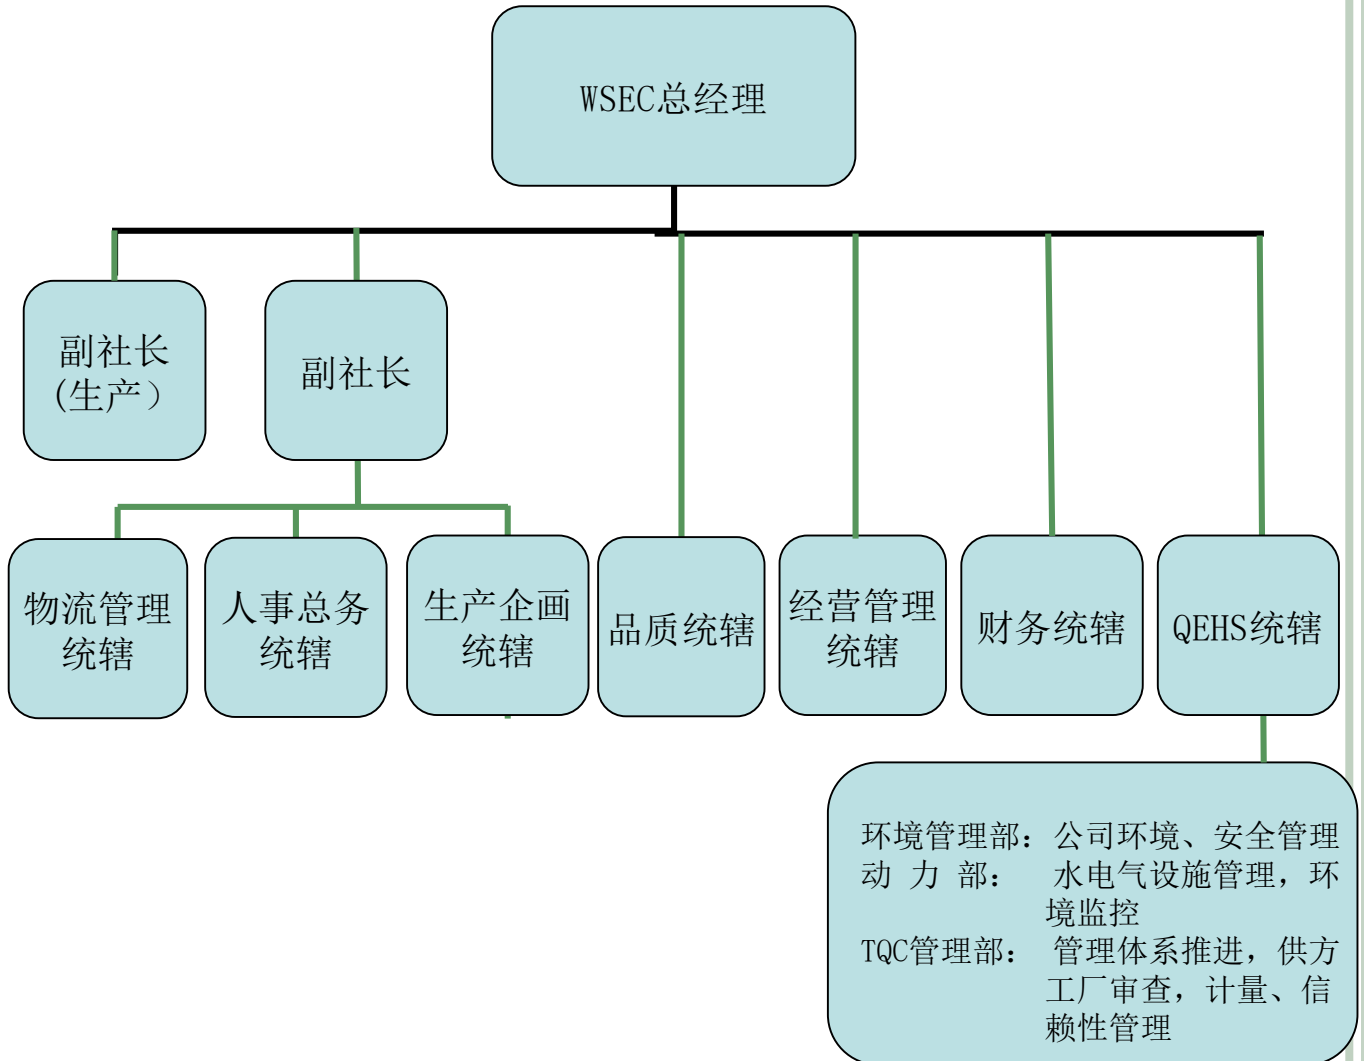 WSEC总经理
副社长
(生产）
副社长
物流管理
统辖
人事总务
统辖
生产企画
统辖
品质统辖
经营管理
统辖
财务统辖
QEHS统辖
环境管理部：公司环境、安全管理
动 力 部： 水电气设施管理，环
境监控
TQC管理部： 管理体系推进，供方
工厂审查，计量、信
赖性管理